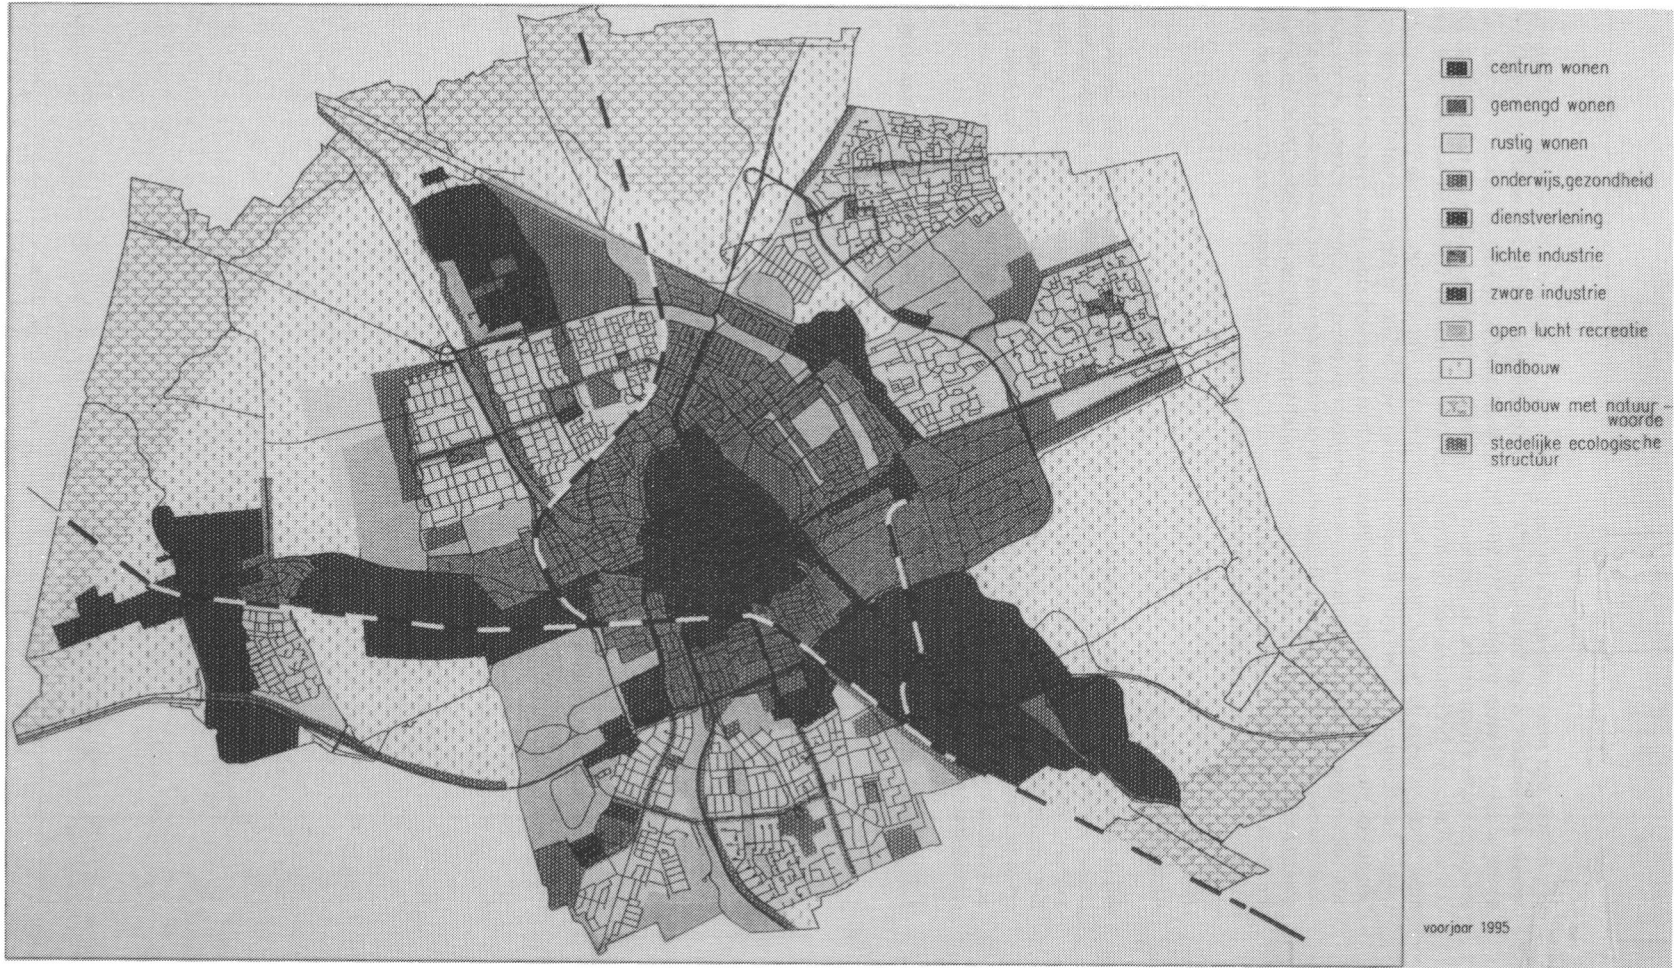 centrum wonen
gemengd wonen
rustig wonen
onderwijs,gezondheid
dienstverlening
lichte industrie
zware industrie
open lucht recreatie
landbouw
landbouw met natuur-
waarde
stedelijke ecologische
structuur
voorjaar 1995